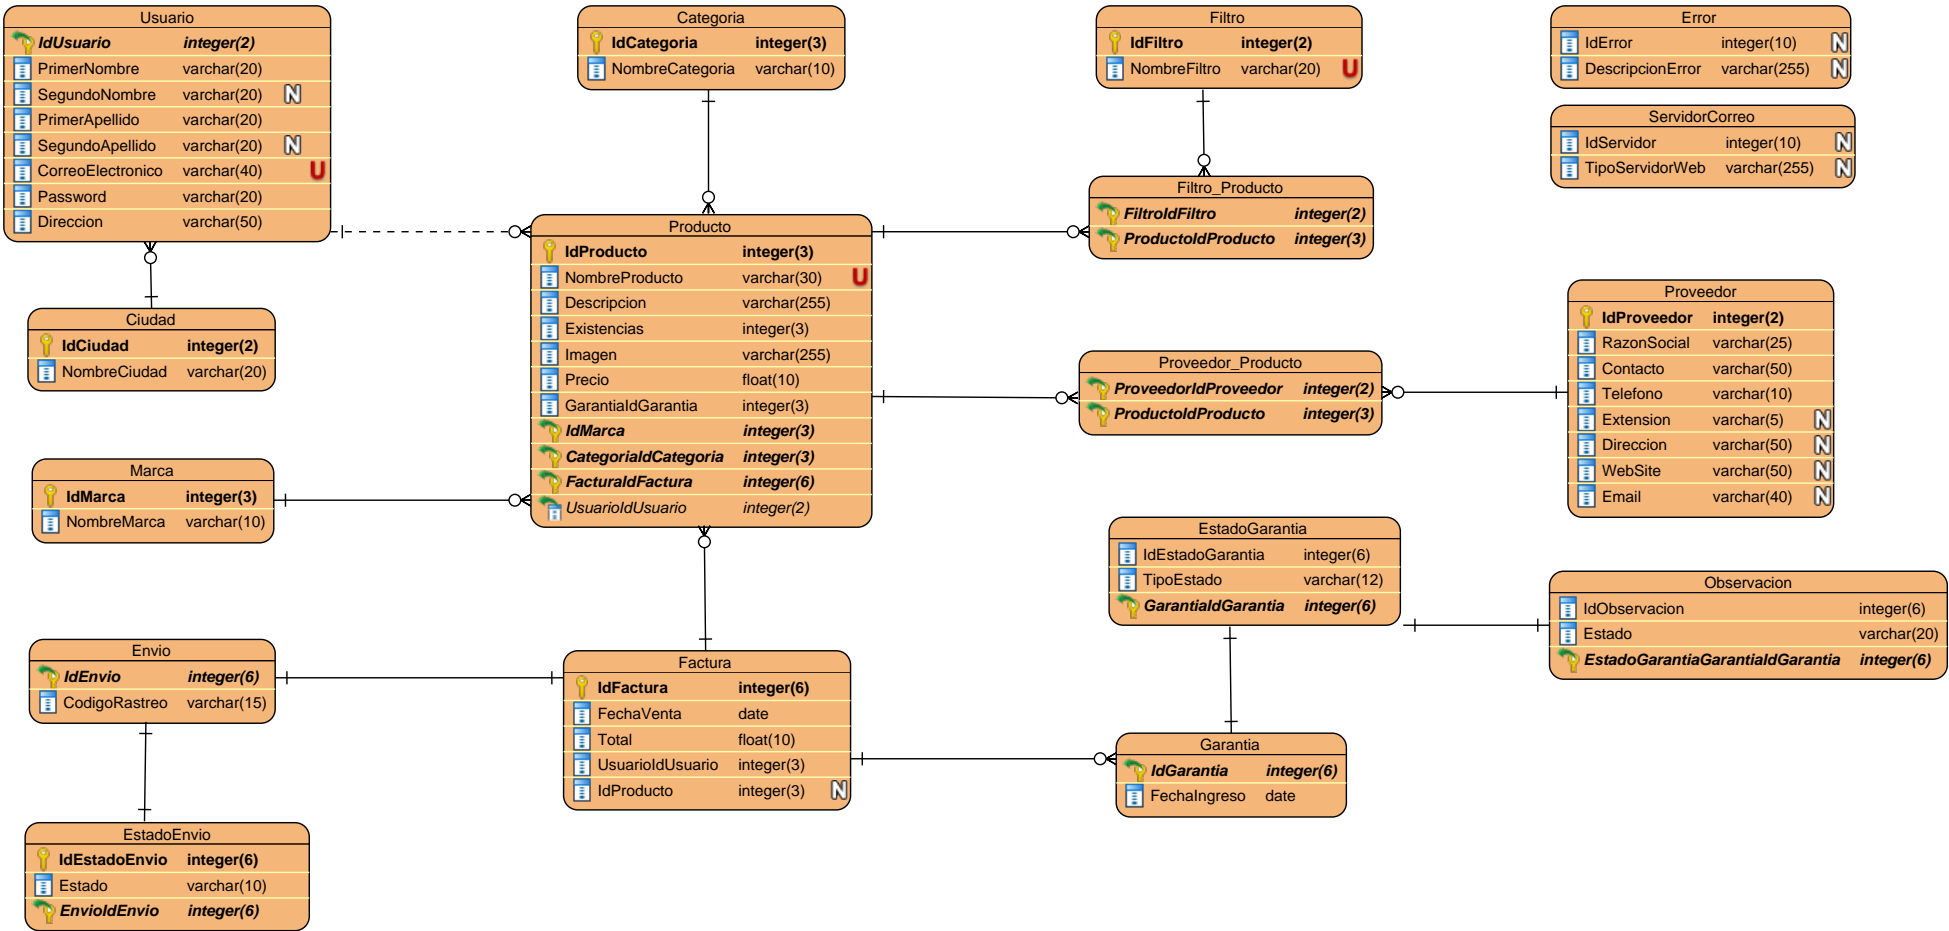 Usuario
IdUsuario integer(2)
PrimerNombre varchar(20)
SegundoNombre varchar(20) N
PrimerApellido varchar(20)
SegundoApellido varchar(20) N
CorreoElectronico varchar(40) U
Password varchar(20)
Direccion varchar(50)
Categoria
IdCategoria integer(3)
NombreCategoria varchar(10)
Filtro
IdFiltro integer(2)
NombreFiltro varchar(20) U
Error
IdError integer(10) N
DescripcionError varchar(255) N
ServidorCorreo
IdServidor integer(10) N
TipoServidorWeb varchar(255) N
Filtro_Producto
FiltroIdFiltro integer(2)
ProductoIdProducto integer(3)
Producto
IdProducto integer(3)
NombreProducto varchar(30) U
Descripcion varchar(255)
Existencias integer(3)
Imagen varchar(255)
Precio float(10)
GarantiaIdGarantia integer(3)
IdMarca integer(3)
CategoriaIdCategoria integer(3)
FacturaIdFactura integer(6)
UsuarioIdUsuario integer(2)
Ciudad
IdCiudad integer(2)
NombreCiudad varchar(20)
Proveedor
IdProveedor integer(2)
RazonSocial varchar(25)
Contacto varchar(50)
Telefono varchar(10)
Extension varchar(5) N
Direccion varchar(50) N
WebSite varchar(50) N
Email varchar(40) N
Proveedor_Producto
ProveedorIdProveedor integer(2)
ProductoIdProducto integer(3)
Marca
IdMarca integer(3)
NombreMarca varchar(10)
EstadoGarantia
IdEstadoGarantia integer(6)
TipoEstado varchar(12)
GarantiaIdGarantia integer(6)
Observacion
IdObservacion integer(6)
Estado varchar(20)
EstadoGarantiaGarantiaIdGarantia integer(6)
Envio
IdEnvio integer(6)
CodigoRastreo varchar(15)
Factura
IdFactura integer(6)
FechaVenta date
Total float(10)
UsuarioIdUsuario integer(3)
IdProducto integer(3) N
Garantia
IdGarantia integer(6)
FechaIngreso date
EstadoEnvio
IdEstadoEnvio integer(6)
Estado varchar(10)
EnvioIdEnvio integer(6)